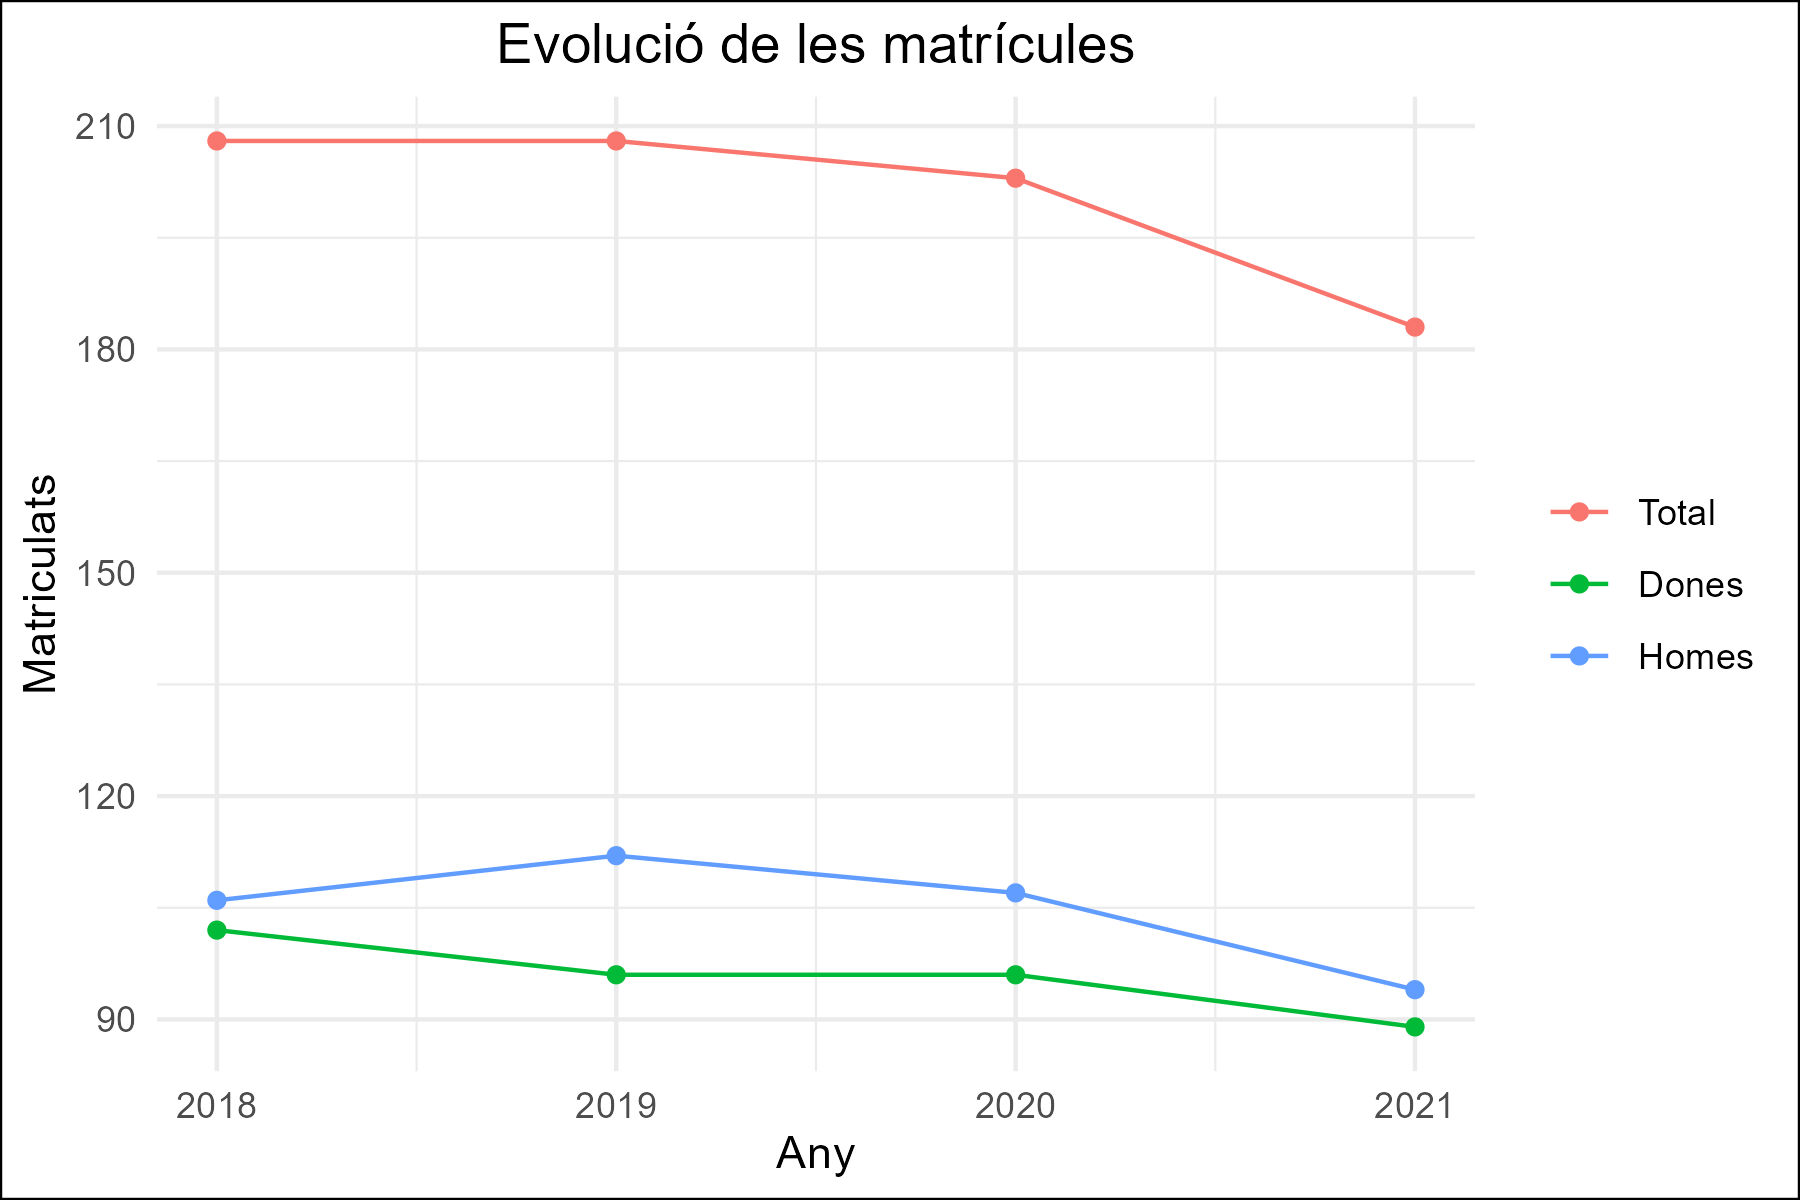 Evolució de les matrícules
210
180
150
120
90
Matriculats
2018 2019 2020 2021
Any
Total
Dones
Homes